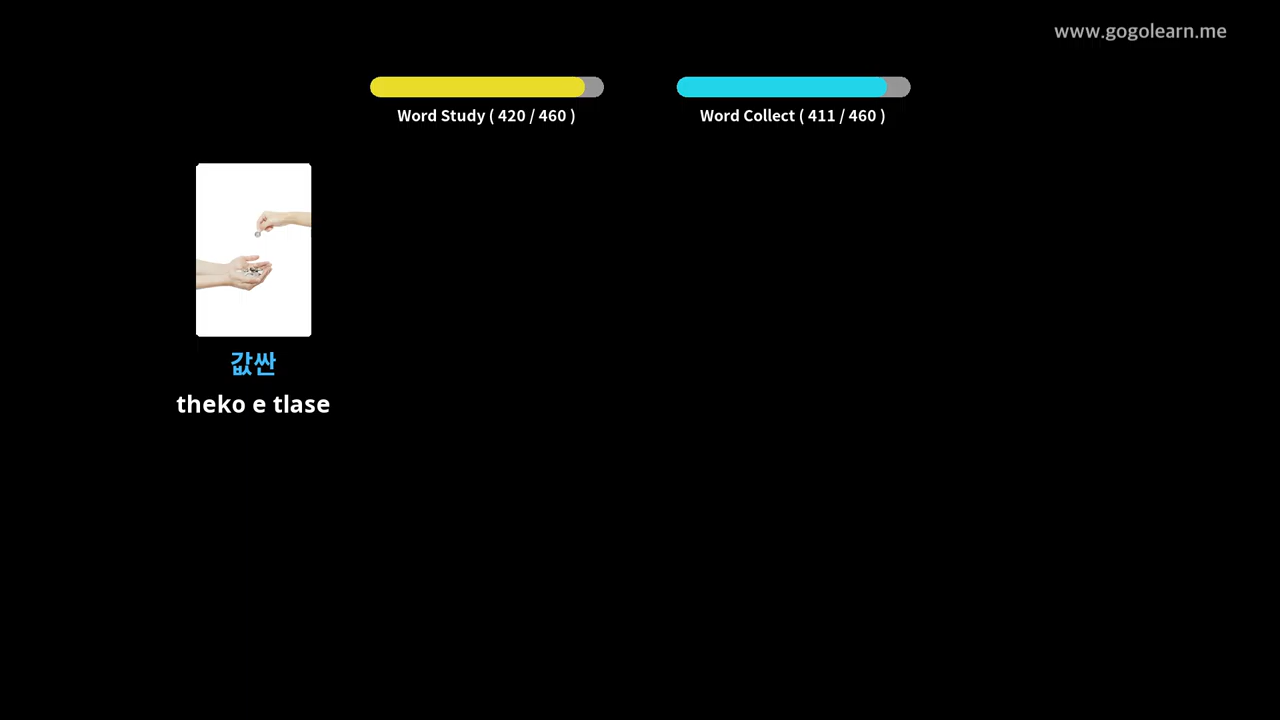 www.gogolearn.me
Word Study ( 420 / 460 )
Word Collect ( 411 / 460 )
값싼
theko e tlase